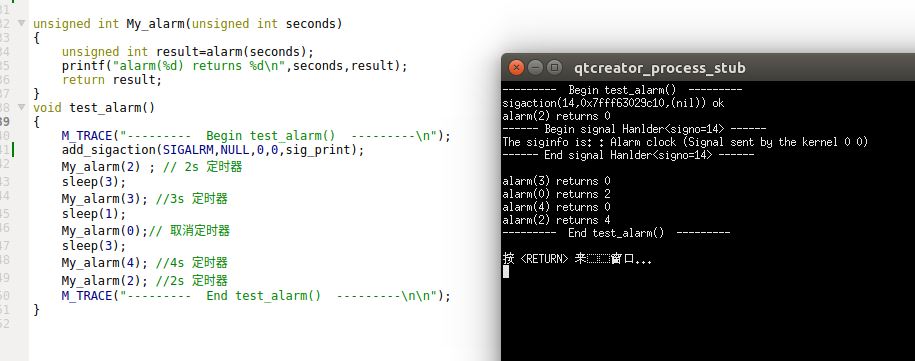 31
32 unsigned int My_alarm(unsigned int seconds)
33 {
34 unsigned int result=alarm(seconds);
35 printf("alarm(%d) returns %d\n",seconds,result);
36 return result;
37 }
38 void test_alarm()
39 {
40 M_TRACE("--------- Begin test_alarm() ---------\n");
41 add_sigaction(SIGALRM,NULL,0,0,sig_print);
42 My_alarm(2) ; // 2s 定时器
43 sleep(3);
44 My_alarm(3); //3s 定时器
45 sleep(1);
46 My_alarm(0);// 取消定时器
47 sleep(3);
48 My_alarm(4); //4s 定时器
49 My_alarm(2); //2s 定时器
50 M_TRACE("--------- End test_alarm() ---------\n\n");
51 }
52
qtcreator_process_stub
--------- Begin test_alarm() ---------
sigaction(14,0x7fff63029c10,(nil)) ok
alarm(2) returns 0
------ Begin signal Hanlder<signo=14> ------
The siginfo is: : Alarm clock (Signal sent by the kernel 0 0)
------ End signal Hanlder<signo=14> ------
alarm(3) returns 0
alarm(0) returns 2
alarm(4) returns 0
alarm(2) returns 4
--------- End test_alarm() ---------
按 <RETURN> 来窗口...